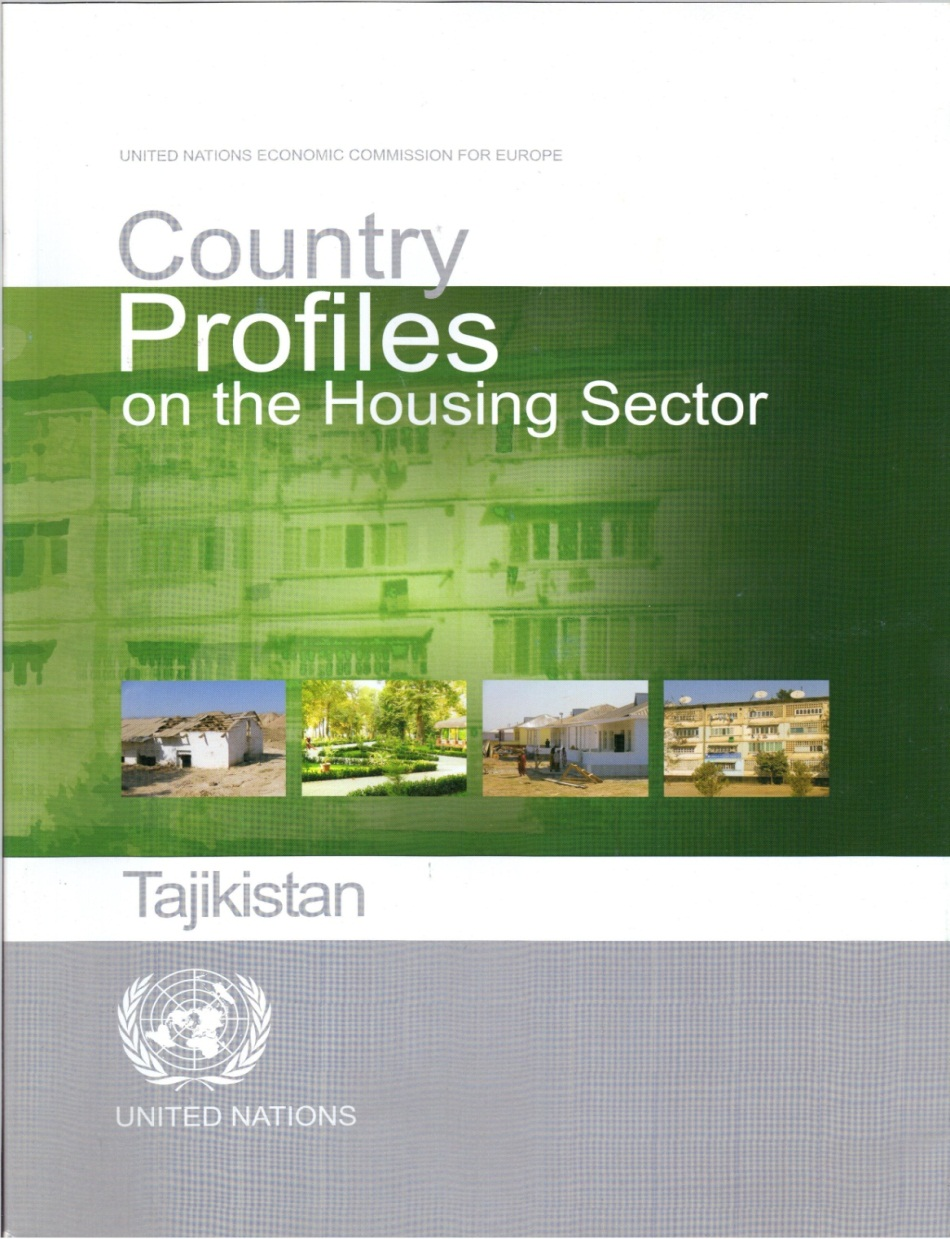 UNITED NATIONS ECONOMIC COMMISSION FOR EUROPE
Country
Profiles
on the Housing Sector
Tajikistan
UNITED NATIONS